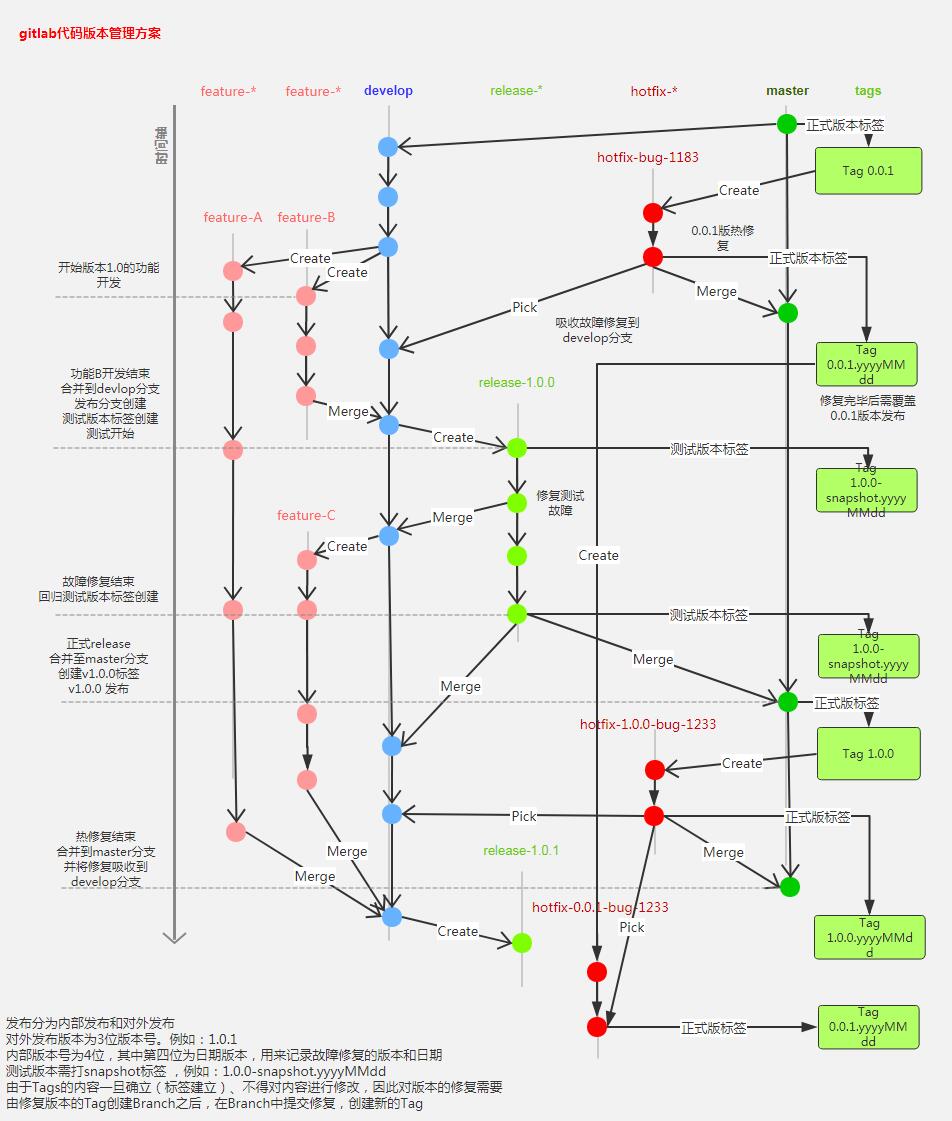 gitlab代码版本管理方案
feature-*
feature-*
develop
release-*
hotfix-*
master
tags
时间轴
正式版本标签
Tag 0.0.1
hotfix-bug-1183
Create
feature-A
feature-B
0.0.1版热修
复
Create
Create
正式版本标签
开始版本1.0的功能
开发
Merge
Pick
吸收故障修复到
develop分支
Tag
0.0.1.yyyyMM
dd
功能B开发结束
合并到devlop分支
发布分支创建
测试版本标签创建
测试开始
release-1.0.0
修复完毕后需覆盖
0.0.1版本发布
Merge
Create
测试版本标签
Tag
1.0.0-
snapshot.yyyy
MMdd
修复测试
故障
feature-C
Merge
Create
Create
故障修复结束
回归测试版本标签创建
测试版本标签
Tag
1.0.0-
snapshot.yyyy
MMdd
正式release
合并至master分支
创建v1.0.0标签
v1.0.0 发布
Merge
Merge
正式版标签
hotfix-1.0.0-bug-1233
Tag 1.0.0
Create
Pick
正式版标签
热修复结束
合并到master分支
并将修复吸收到
develop分支
Merge
release-1.0.1
Merge
Merge
hotfix-0.0.1-bug-1233
Create
Pick
Tag
1.0.0.yyyyMMd
d
正式版标签
Tag
0.0.1.yyyyMM
dd
发布分为内部发布和对外发布
对外发布版本为3位版本号。例如：1.0.1
内部版本号为4位，其中第四位为日期版本，用来记录故障修复的版本和日期
测试版本需打snapshot标签 ，例如：1.0.0-snapshot.yyyyMMdd
由于Tags的内容一旦确立（标签建立）、不得对内容进行修改，因此对版本的修复需要
由修复版本的Tag创建Branch之后，在Branch中提交修复，创建新的Tag